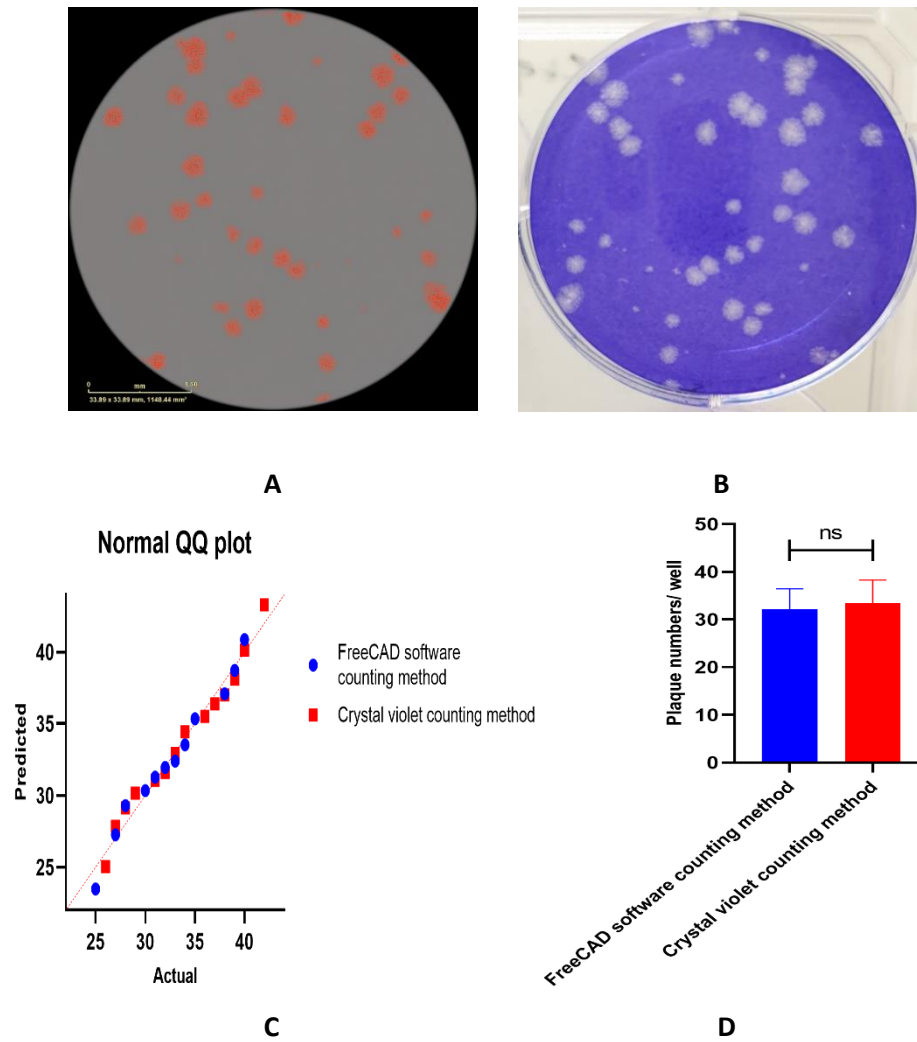 0 mm 8.50
33.89 x 33.89 mm, 1148.44 mm²
A
B
Normal QQ plot
Predicted
40
35
30
25
25 30 35 40
Actual
FreeCAD software
counting method
Crystal violet counting method
C
Plaque numbers/ well
50
40
30
20
10
0
ns
FreeCAD software counting method
Crystal violet counting method
D